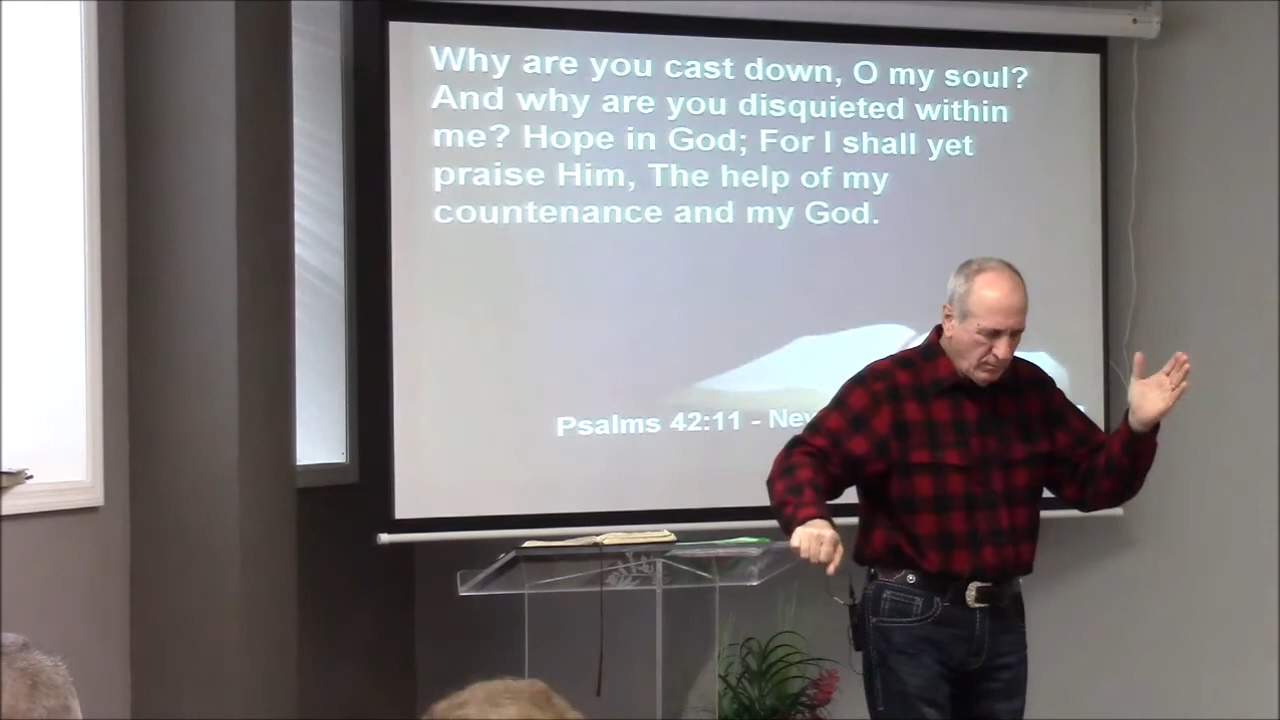 Why are you cast down, O my soul?
And why are you disquieted within
me? Hope in God; For I shall yet
praise Him, The help of my
countenance and my God.
Psalms 42:11 -